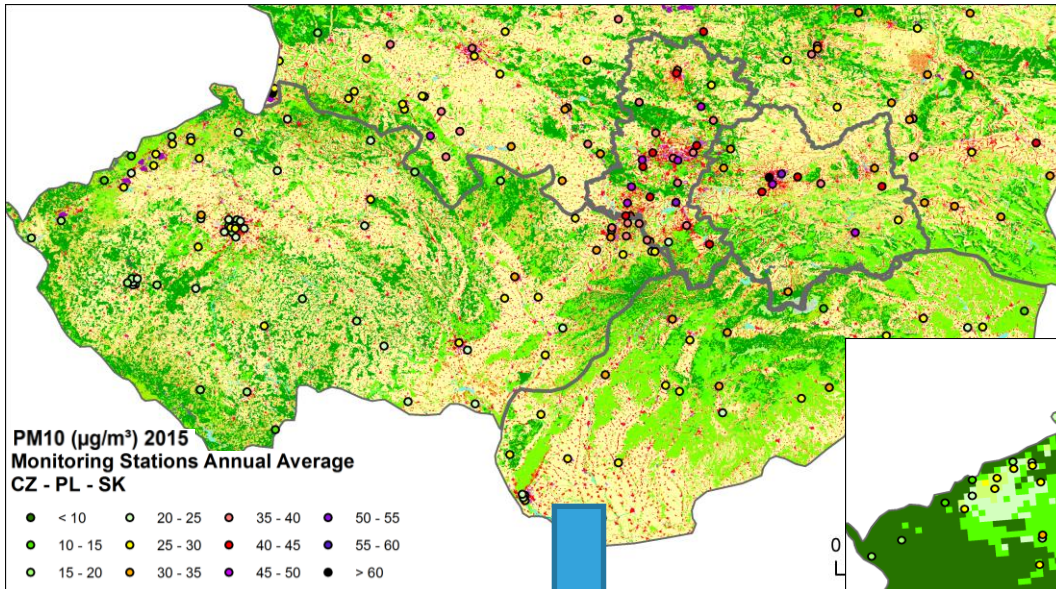 PM10 (µg/m³) 2015
Monitoring Stations Annual Average
CZ - PL - SK
< 10 20 - 25 35 - 40 50 - 55
10 - 15 25 - 30 40 - 45 55 - 60
15 - 20 30 - 35 45 - 50 > 60
0